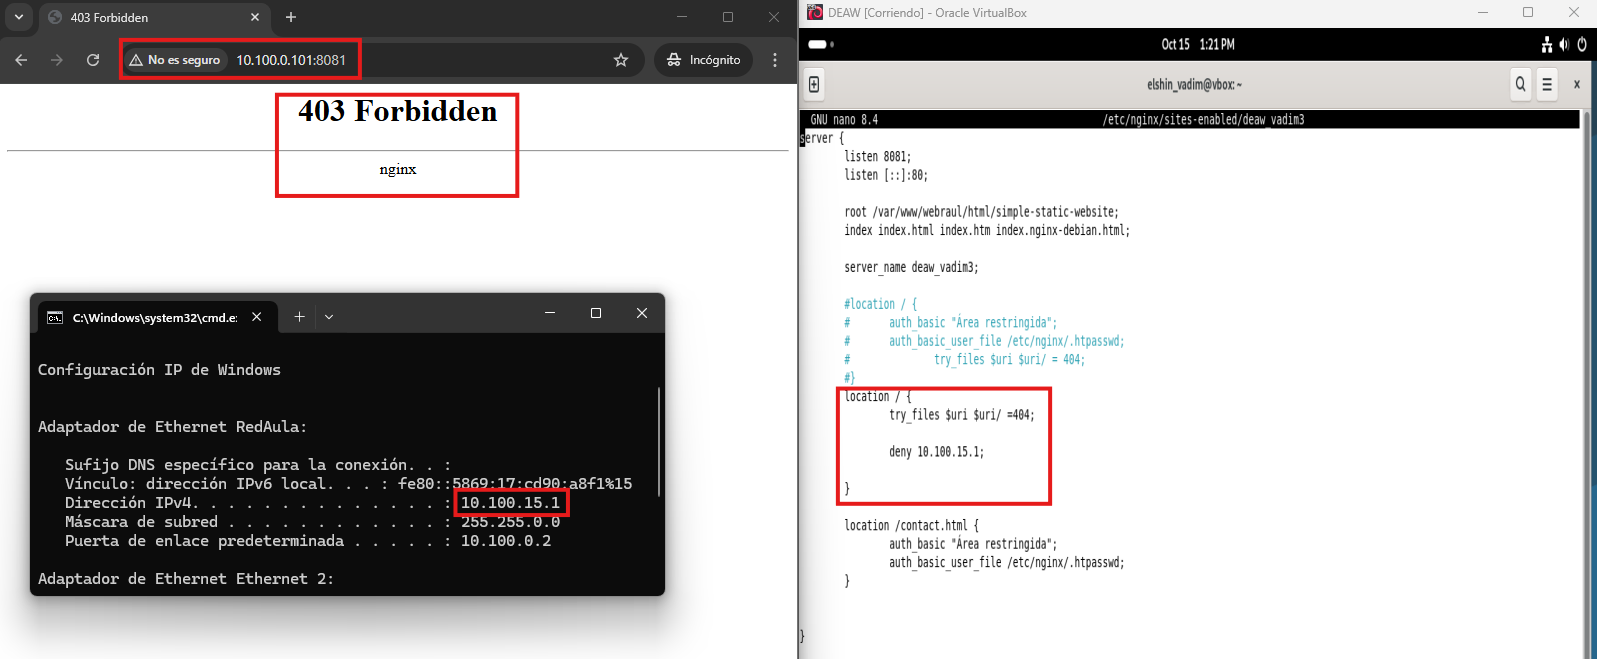 403 Forbidden
No es seguro
10.100.0.101:8081
Incógnito
403 Forbidden
nginx
C:\Windows\system32\cmd.e:
Configuración IP de Windows
Adaptador de Ethernet RedAula:
Sufijo DNS específico para la conexión. . :
Vínculo: dirección IPv6 local. . . : fe80::5869:17:cd90:a8f1%15
Dirección IPv4. . . . . . . . . . . . . . : 10.100.15.1
Máscara de subred . . . . . . . . . . . . : 255.255.0.0
Puerta de enlace predeterminada . . . . . : 10.100.0.2
Adaptador de Ethernet Ethernet 2:
DEAW [Corriendo] - Oracle VirtualBox
Oct 15 1:21 PM
elshin_vadim@vbox:~
GNU nano 8.4 /etc/nginx/sites-enabled/deaw_vadim3
server {
listen 8081;
listen [::]:80;
root /var/www/webraul/html/simple-static-website;
index index.html index.htm index.nginx-debian.html;
server_name deaw_vadim3;
#location / {
# auth_basic "Área restringida";
# auth_basic_user_file /etc/nginx/.htpasswd;
# try_files $uri $uri/ = 404;
#}
location / {
try_files $uri $uri/ =404;
deny 10.100.15.1;
}
location /contact.html {
auth_basic "Área restringida";
auth_basic_user_file /etc/nginx/.htpasswd;
}
}